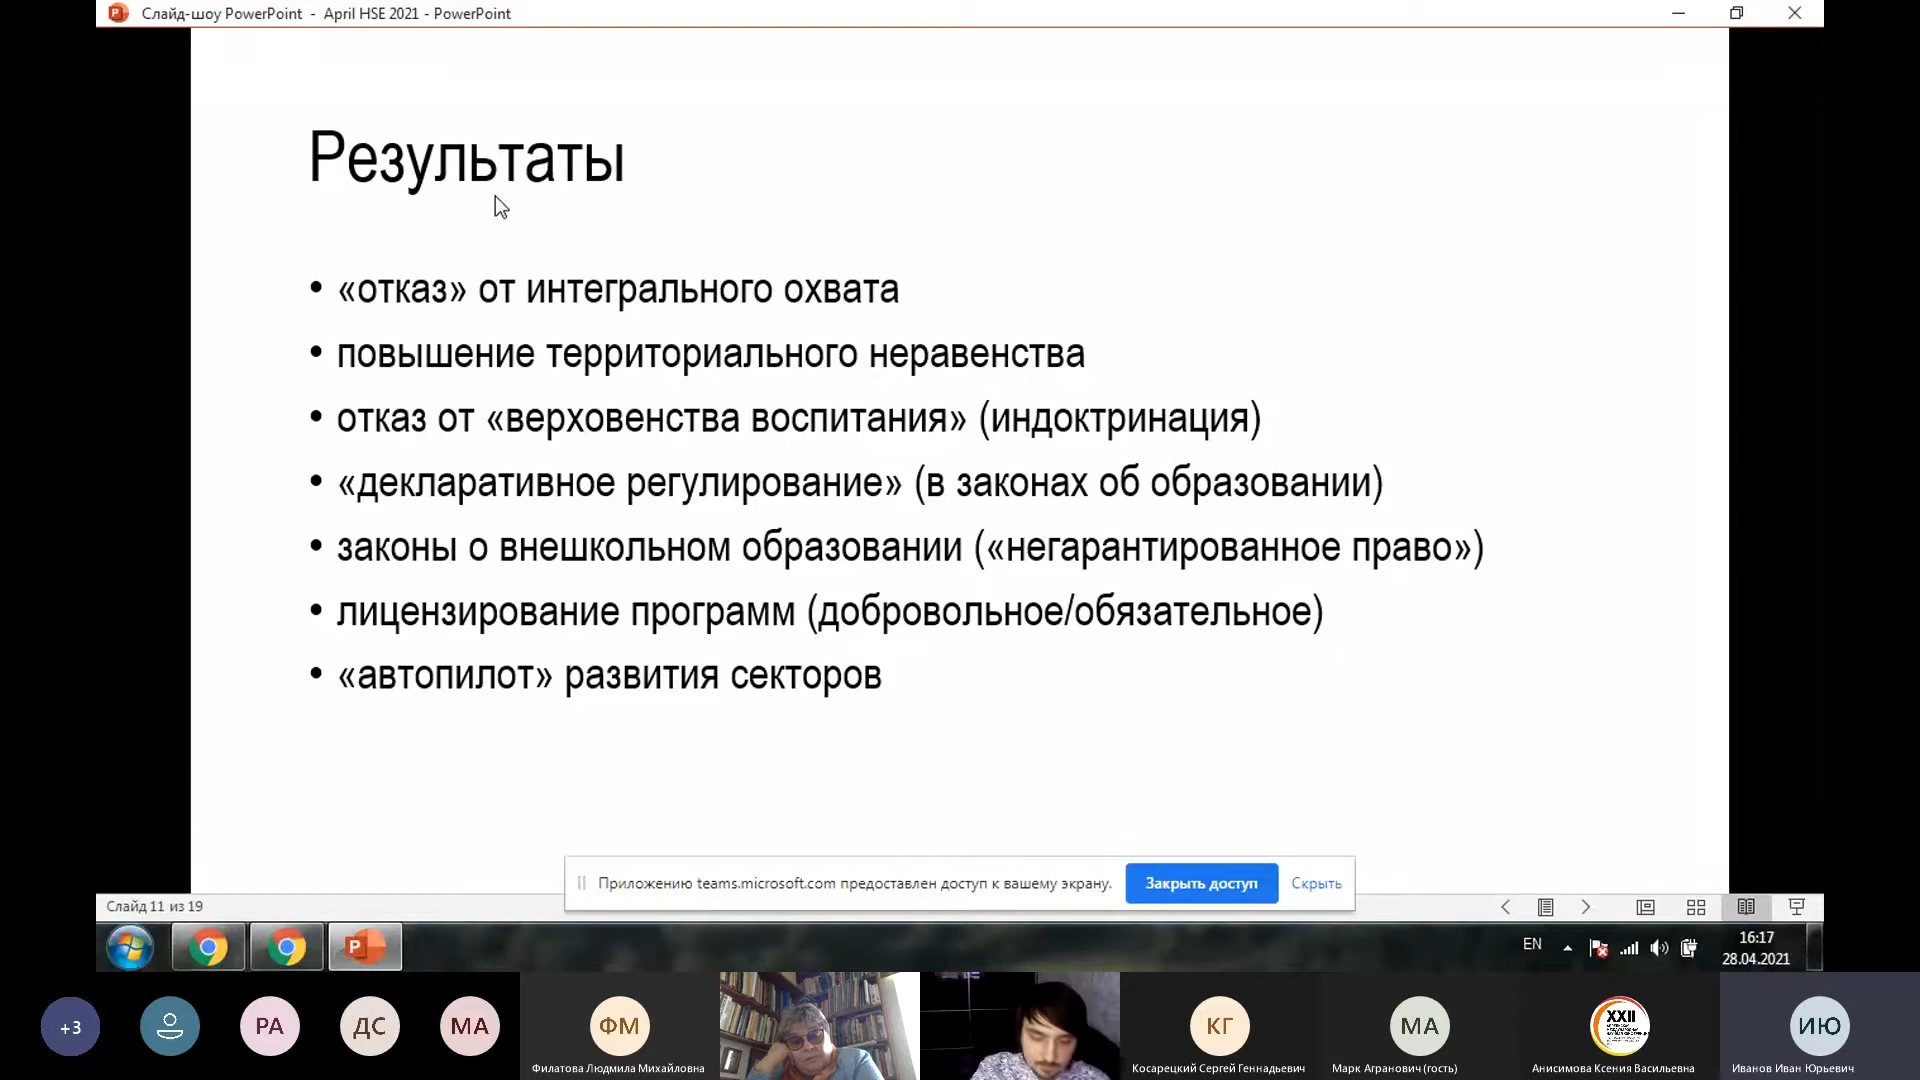 Слайд-шоу PowerPoint - April HSE 2021 - PowerPoint
Результаты
• «отказ» от интегрального охвата
• повышение территориального неравенства
• отказ от «верховенства воспитания» (индоктринация)
• «декларативное регулирование» (в законах об образовании)
• законы о внешкольном образовании («негарантированное право»)
• лицензирование программ (добровольное/обязательное)
• «автопилот» развития секторов
Приложению teams.microsoft.com предоставлен доступ к вашему экрану.
Закрыть доступ
Скрыть
Слайд 11 из 19
EN
16:17
28.04.2021
+3
РА
ДС
МА
ФМ
КГ
МА
XXII
ИЮ
Филатова Людмила Михайловна
Косарецкий Сергей Геннадьевич
Марк Агранович (гость)
Анисимова Ксения Васильевна
Иванов Иван Юрьевич